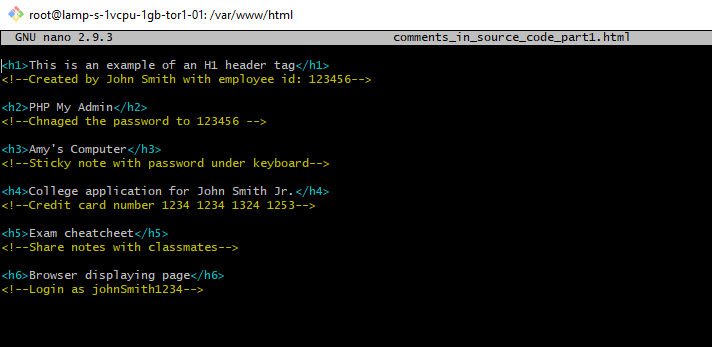 root@lamp-s-1vcpu-1gb-tor1-01: /var/www/html
GNU nano 2.9.3 comments_in_source_code_part1.html
<h1>This is an example of an H1 header tag</h1>
<!--Created by John Smith with employee id: 123456-->
<h2>PHP My Admin</h2>
<!--Chnaged the password to 123456 -->
<h3>Amy's Computer</h3>
<!--Sticky note with password under keyboard-->
<h4>College application for John Smith Jr.</h4>
<!--Credit card number 1234 1234 1324 1253-->
<h5>Exam cheatcheet</h5>
<!--Share notes with classmates-->
<h6>Browser displaying page</h6>
<!--Login as johnSmith1234-->